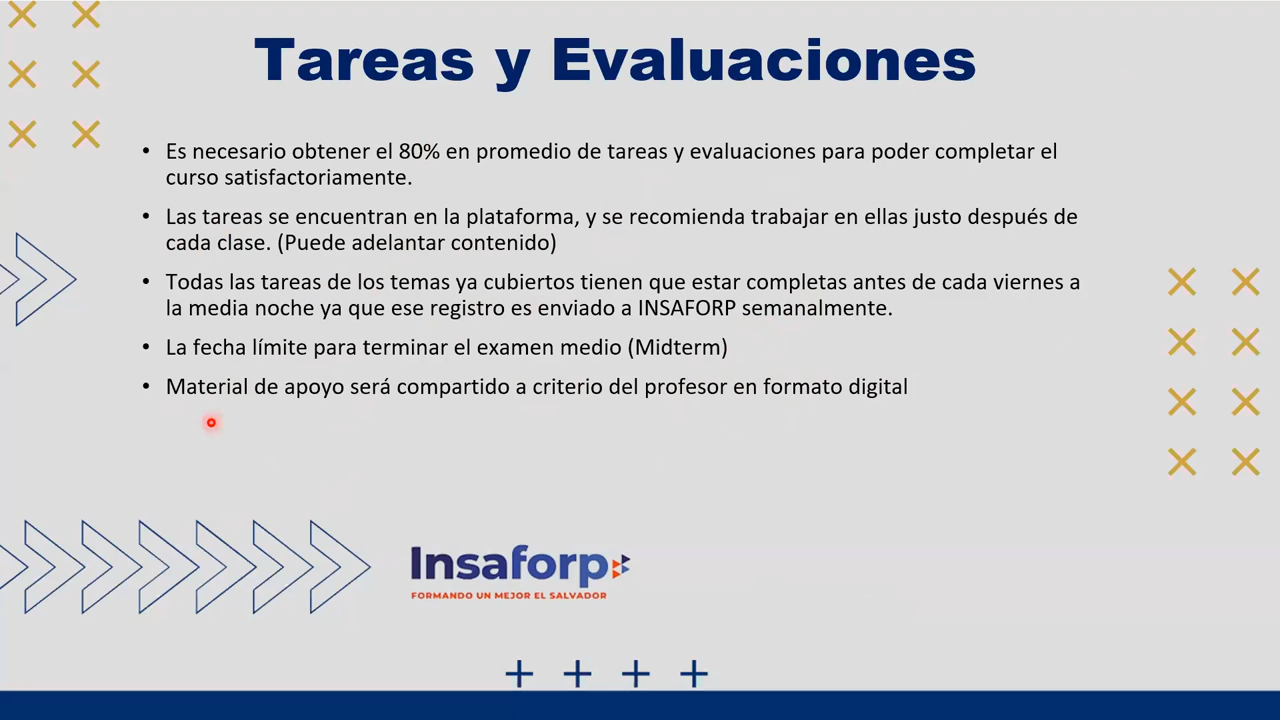 Tareas y Evaluaciones
• Es necesario obtener el 80% en promedio de tareas y evaluaciones para poder completar el
curso satisfactoriamente.
• Las tareas se encuentran en la plataforma, y se recomienda trabajar en ellas justo después de
cada clase. (Puede adelantar contenido)
• Todas las tareas de los temas ya cubiertos tienen que estar completas antes de cada viernes a
la media noche ya que ese registro es enviado a INSAFORP semanalmente.
• La fecha límite para terminar el examen medio (Midterm)
• Material de apoyo será compartido a criterio del profesor en formato digital
Insaforp
FORMANDO UN MEJOR EL SALVADOR